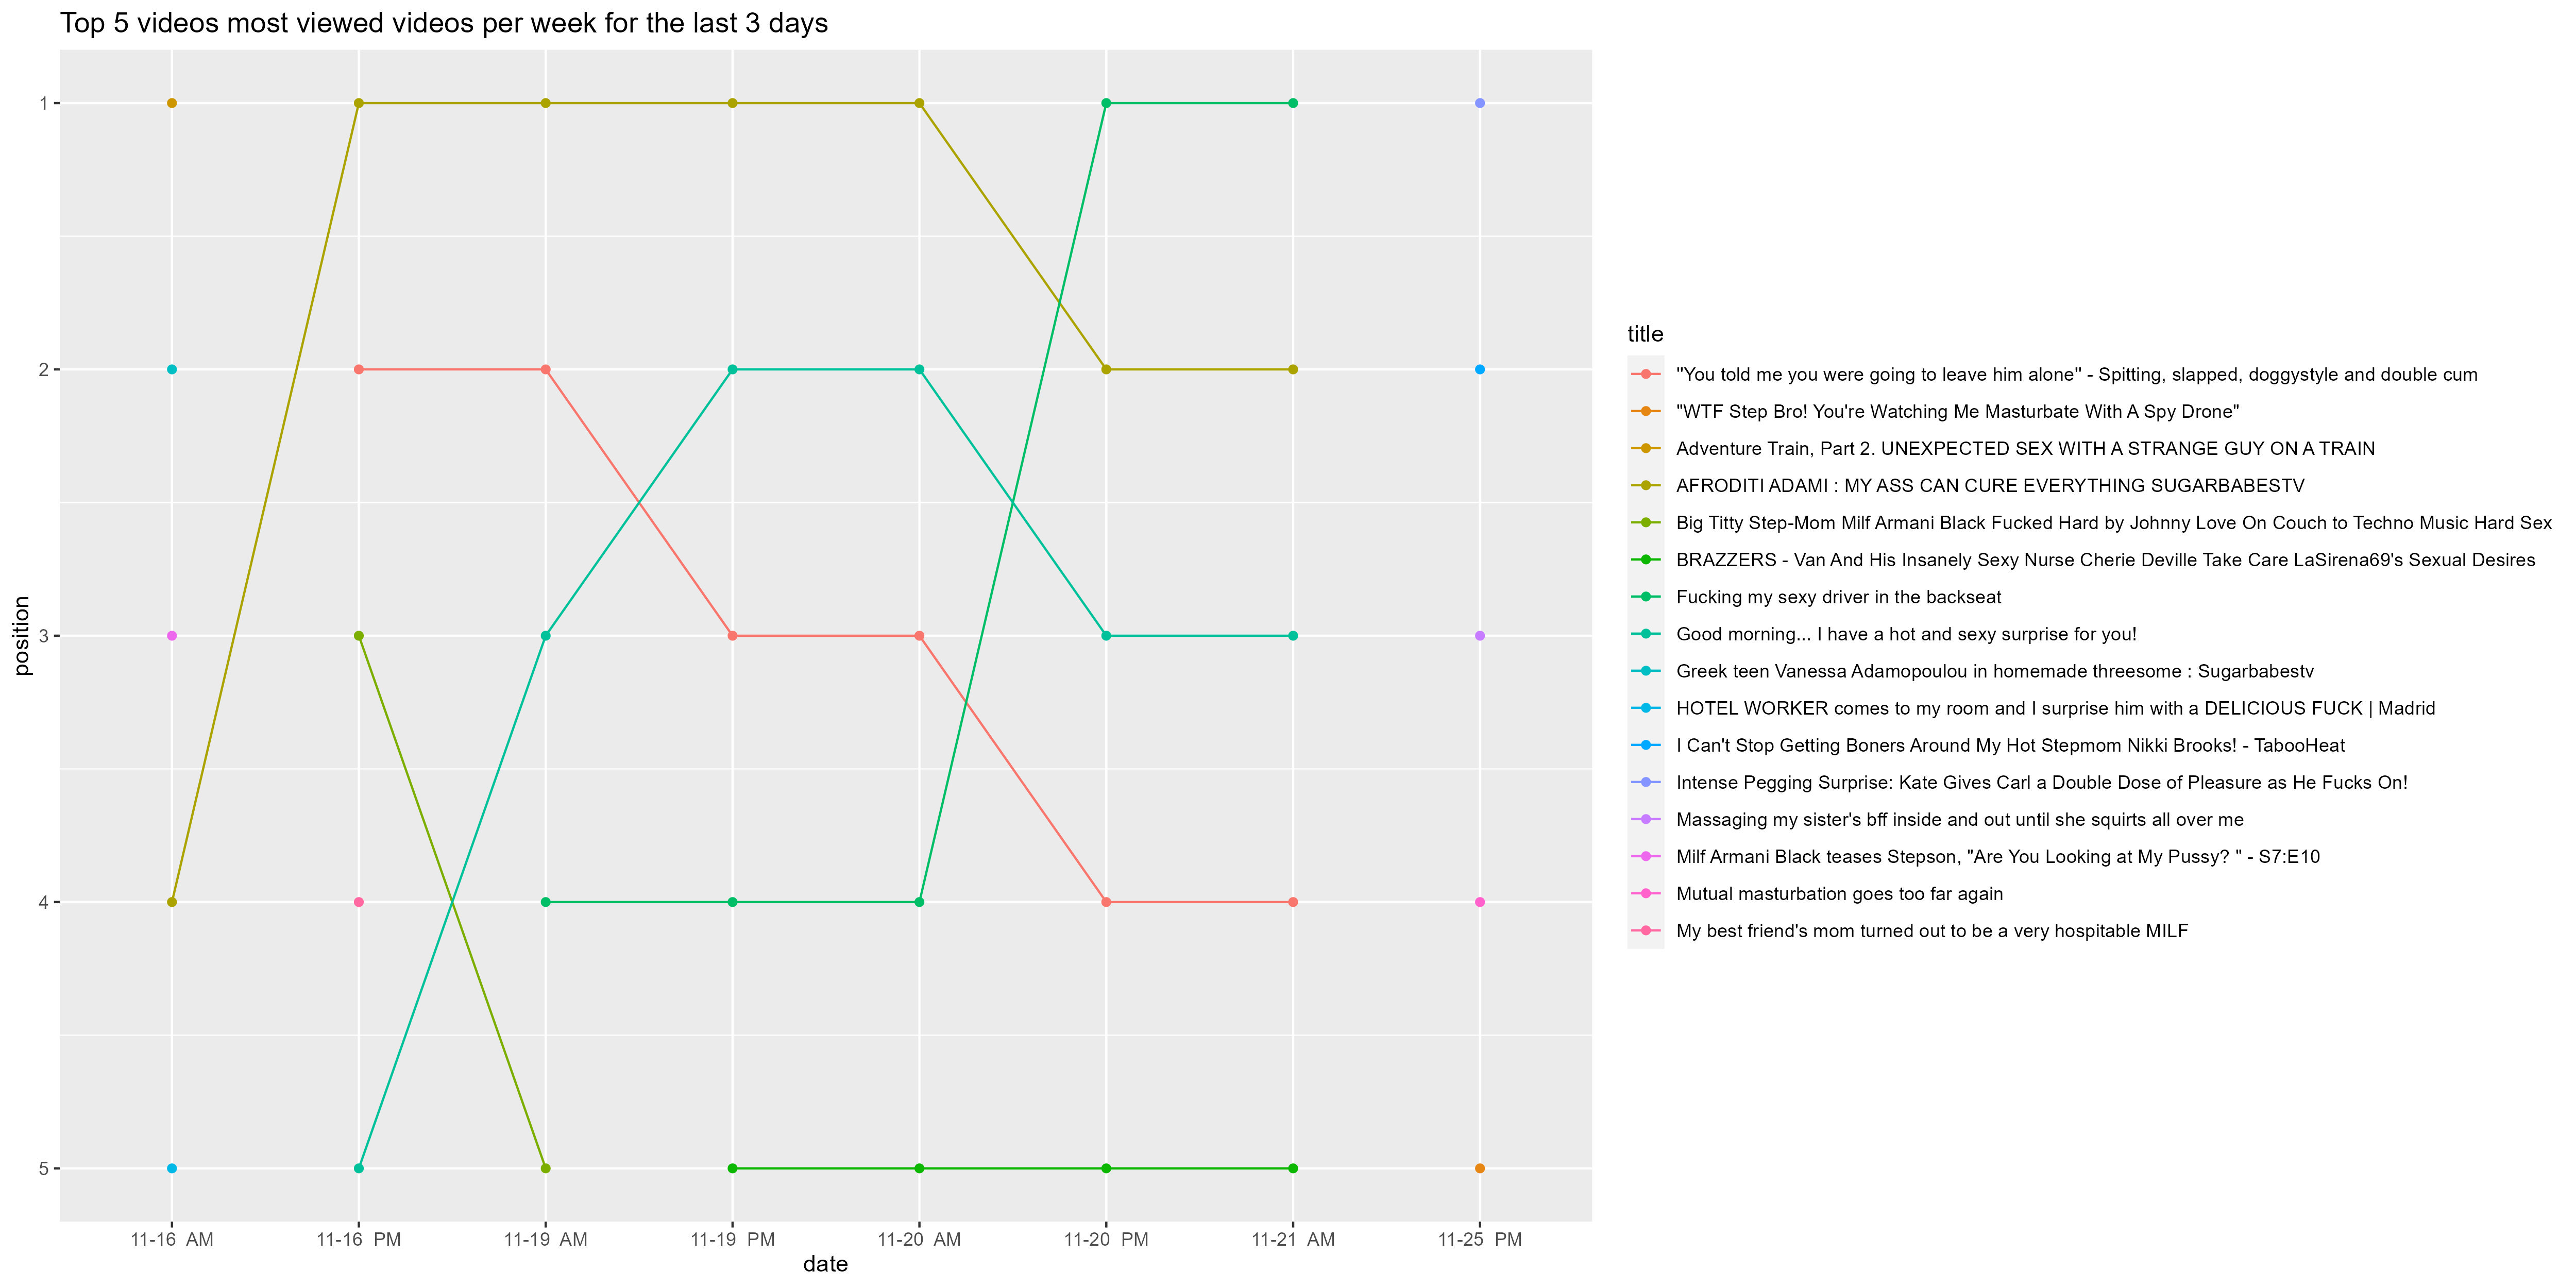 Top 5 videos most viewed videos per week for the last 3 days
1
2
3
4
5
position
11-16 AM
11-16 PM
11-19 AM
11-19 PM
11-20 AM
11-20 PM
11-21 AM
11-25 PM
date
title
"You told me you were going to leave him alone" - Spitting, slapped, doggystyle and double cum
"WTF Step Bro! You're Watching Me Masturbate With A Spy Drone"
Adventure Train, Part 2. UNEXPECTED SEX WITH A STRANGE GUY ON A TRAIN
AFRODITI ADAMI : MY ASS CAN CURE EVERYTHING SUGARBABESTV
Big Titty Step-Mom Milf Armani Black Fucked Hard by Johnny Love On Couch to Techno Music Hard Sex
BRAZZERS - Van And His Insanely Sexy Nurse Cherie Deville Take Care LaSirena69's Sexual Desires
Fucking my sexy driver in the backseat
Good morning... I have a hot and sexy surprise for you!
Greek teen Vanessa Adamopoulou in homemade threesome : Sugarbabestv
HOTEL WORKER comes to my room and I surprise him with a DELICIOUS FUCK | Madrid
I Can't Stop Getting Boners Around My Hot Stepmom Nikki Brooks! - TabooHeat
Intense Pegging Surprise: Kate Gives Carl a Double Dose of Pleasure as He Fucks On!
Massaging my sister's bff inside and out until she squirts all over me
Milf Armani Black teases Stepson, "Are You Looking at My Pussy? " - S7:E10
Mutual masturbation goes too far again
My best friend's mom turned out to be a very hospitable MILF